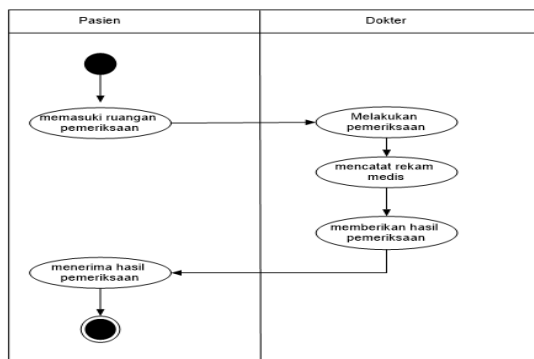 Pasien
Dokter
memasuki ruangan
pemeriksaan
Melakukan
pemeriksaan
mencatat rekam
medis
memberikan hasil
pemeriksaan
menerima hasil
pemeriksaan